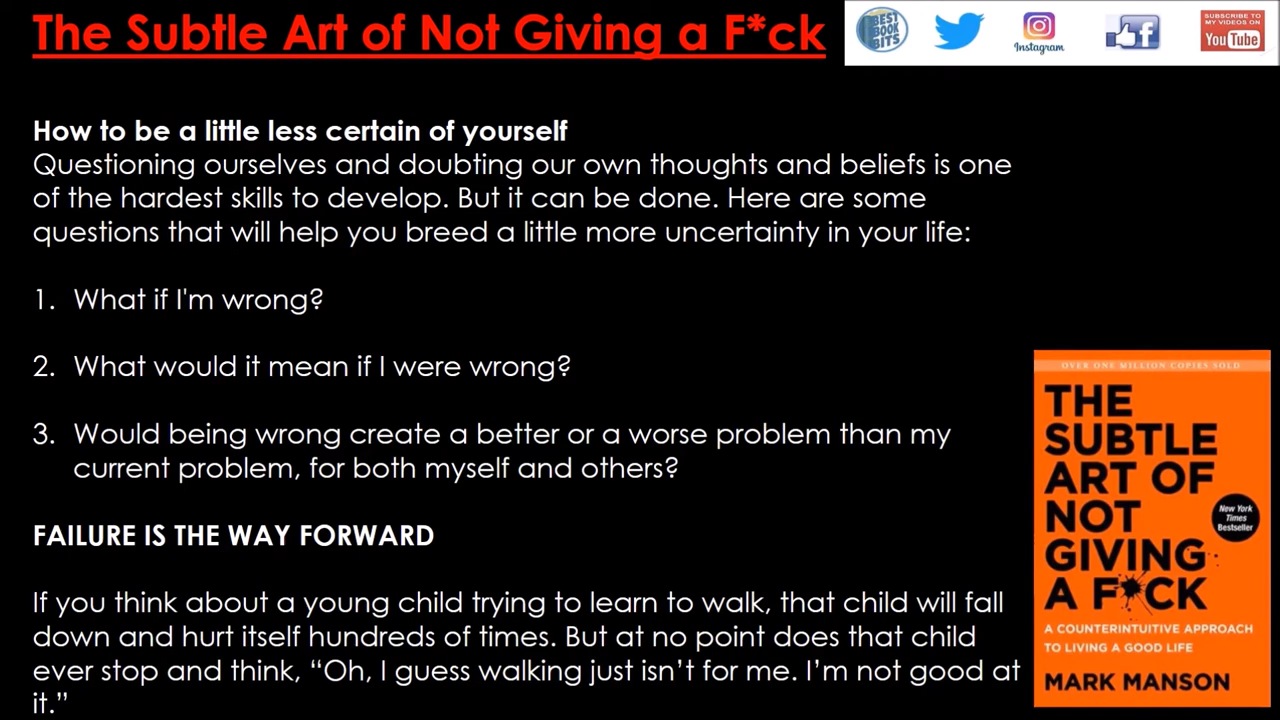 The Subtle Art of Not Giving a F*ck
BEST
BOOK
BITS
Instagram
f
SUBSCRIBE TO
MY VIDEOS ON
YouTube
How to be a little less certain of yourself
Questioning ourselves and doubting our own thoughts and beliefs is one
of the hardest skills to develop. But it can be done. Here are some
questions that will help you breed a little more uncertainty in your life:
1. What if I'm wrong?
2. What would it mean if I were wrong?
3. Would being wrong create a better or a worse problem than my
current problem, for both myself and others?
FAILURE IS THE WAY FORWARD
If you think about a young child trying to learn to walk, that child will fall
down and hurt itself hundreds of times. But at no point does that child
ever stop and think, “Oh, I guess walking just isn’t for me. I’m not good at
it.”
OVER ONE MILLION COPIES SOLD
THE
SUBTLE
ART OF
NOT
GIVING
A F*CK
New York
Times
Bestseller
A COUNTERINTUITIVE APPROACH
TO LIVING A GOOD LIFE
MARK MANSON